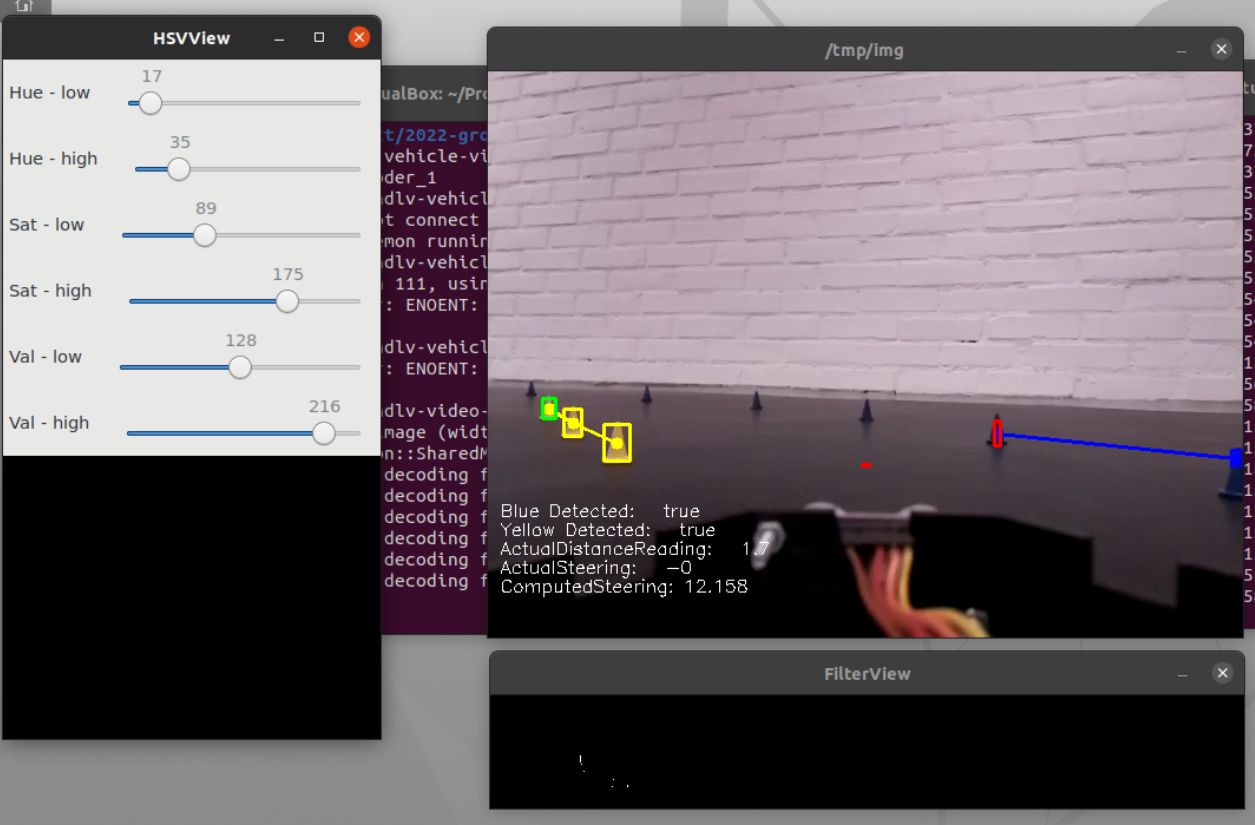 HSVView
Hue - low
17
Hue - high
35
Sat - low
89
Sat - high
175
Val - low
128
Val - high
216
ualBox: ~/Pro
t/2022-gro
vehicle-vi
der_1
dlv-vehicl
t connect
mon runnin
dlv-vehicl
111, usin
: ENOENT:
dlv-vehicl
: ENOENT:
dlv-video-
mage (widt
on::SharedM
decoding f
decoding f
decoding f
decoding f
decoding f
decoding f
/tmp/img
Blue Detected: true
Yellow Detected: true
ActualDistanceReading: 1.7
ActualSteering: -0
ComputedSteering: 12.158
FilterView